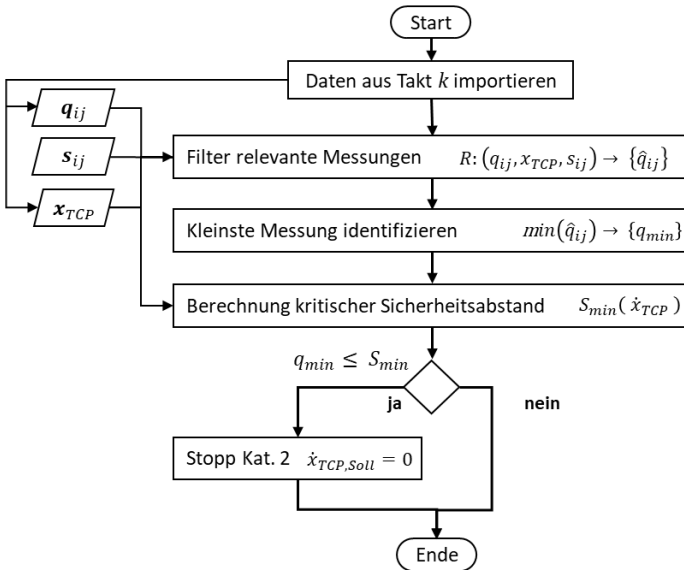 Start
Daten aus Takt k importieren
q_ij
s_ij
x_TCP
Filter relevante Messungen R: (q_ij, x_TCP, s_ij) → {q̂_ij}
Kleinste Messung identifizieren min(q̂_ij) → {q_min}
Berechnung kritischer Sicherheitsabstand S_min( ẋ_TCP )
q_min ≤ S_min
ja
nein
Stopp Kat. 2 ẋ_TCP,Soll = 0
Ende